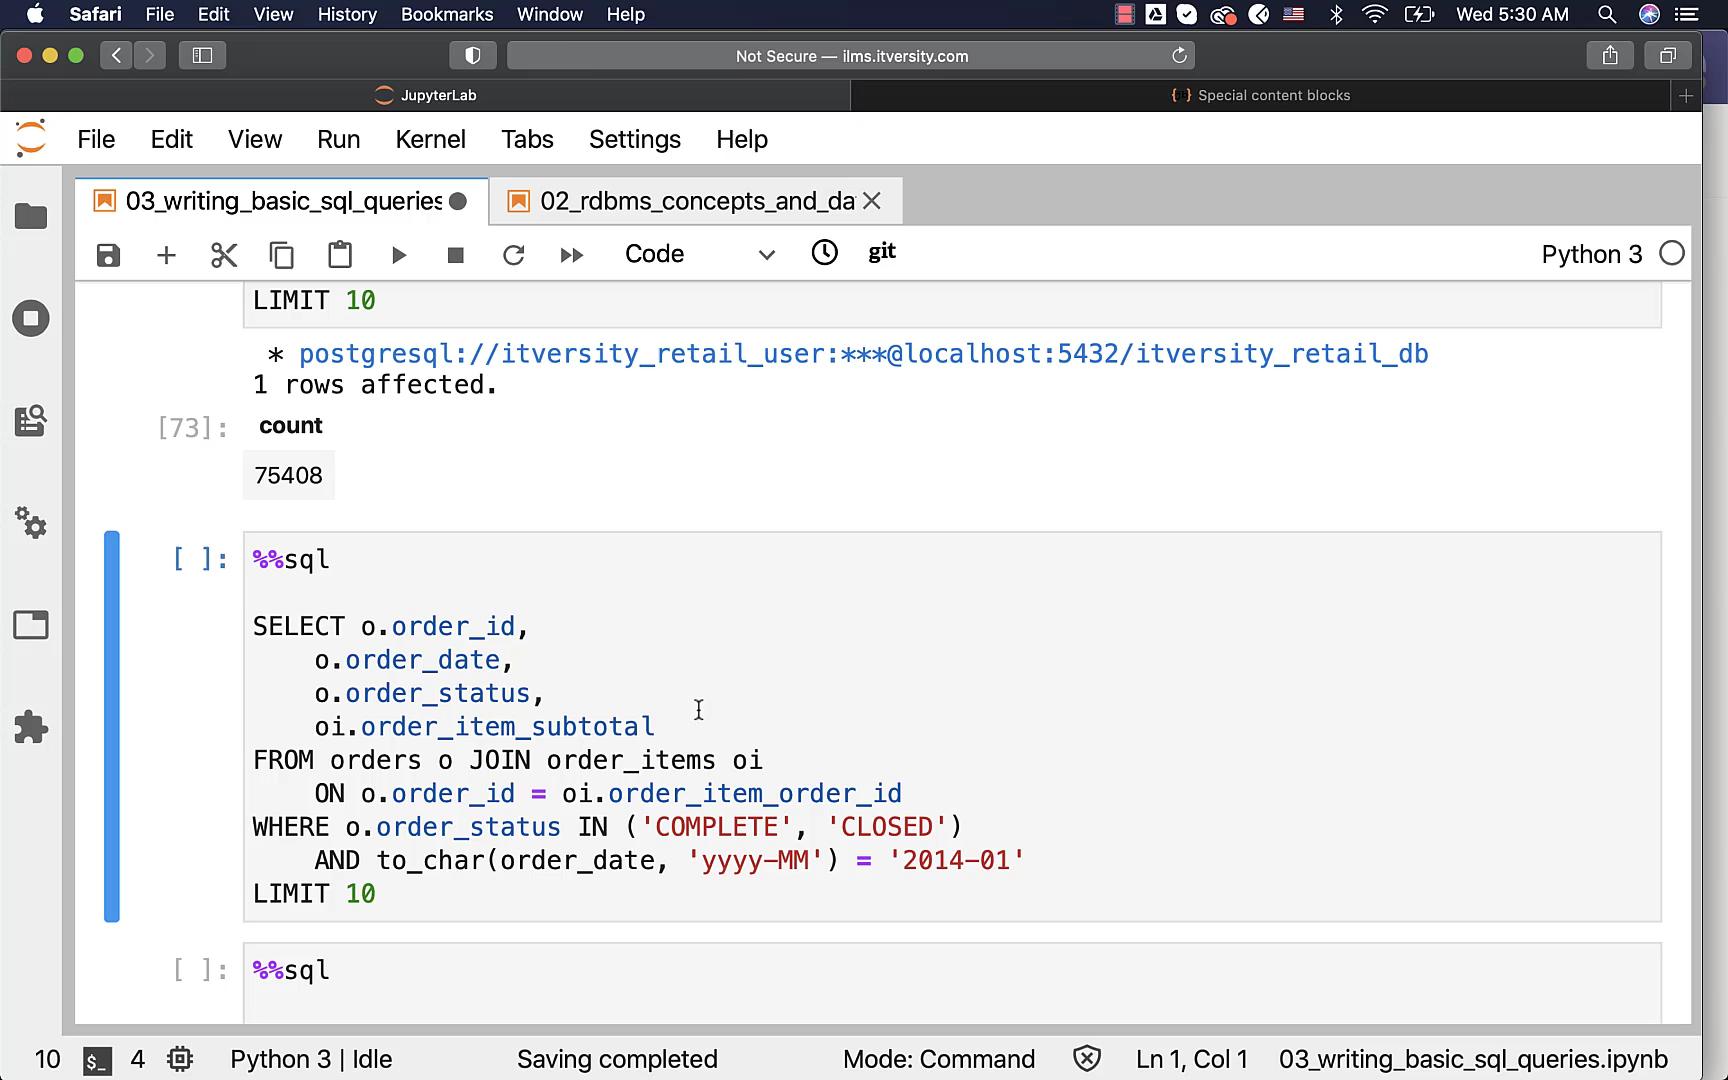 Safari File Edit View History Bookmarks Window Help Wed 5:30 AM
Not Secure — ilms.itversity.com
JupyterLab
Special content blocks
File Edit View Run Kernel Tabs Settings Help
03_writing_basic_sql_queries
02_rdbms_concepts_and_da
Code git Python 3
LIMIT 10
* postgresql://itversity_retail_user:***@localhost:5432/itversity_retail_db
1 rows affected.
[73]: count
75408
[ ]: %%sql
SELECT o.order_id,
o.order_date,
o.order_status,
oi.order_item_subtotal
FROM orders o JOIN order_items oi
ON o.order_id = oi.order_item_order_id
WHERE o.order_status IN ('COMPLETE', 'CLOSED')
AND to_char(order_date, 'yyyy-MM') = '2014-01'
LIMIT 10
[ ]: %%sql
10 $_ 4 Python 3 | Idle Saving completed Mode: Command Ln 1, Col 1 03_writing_basic_sql_queries.ipynb